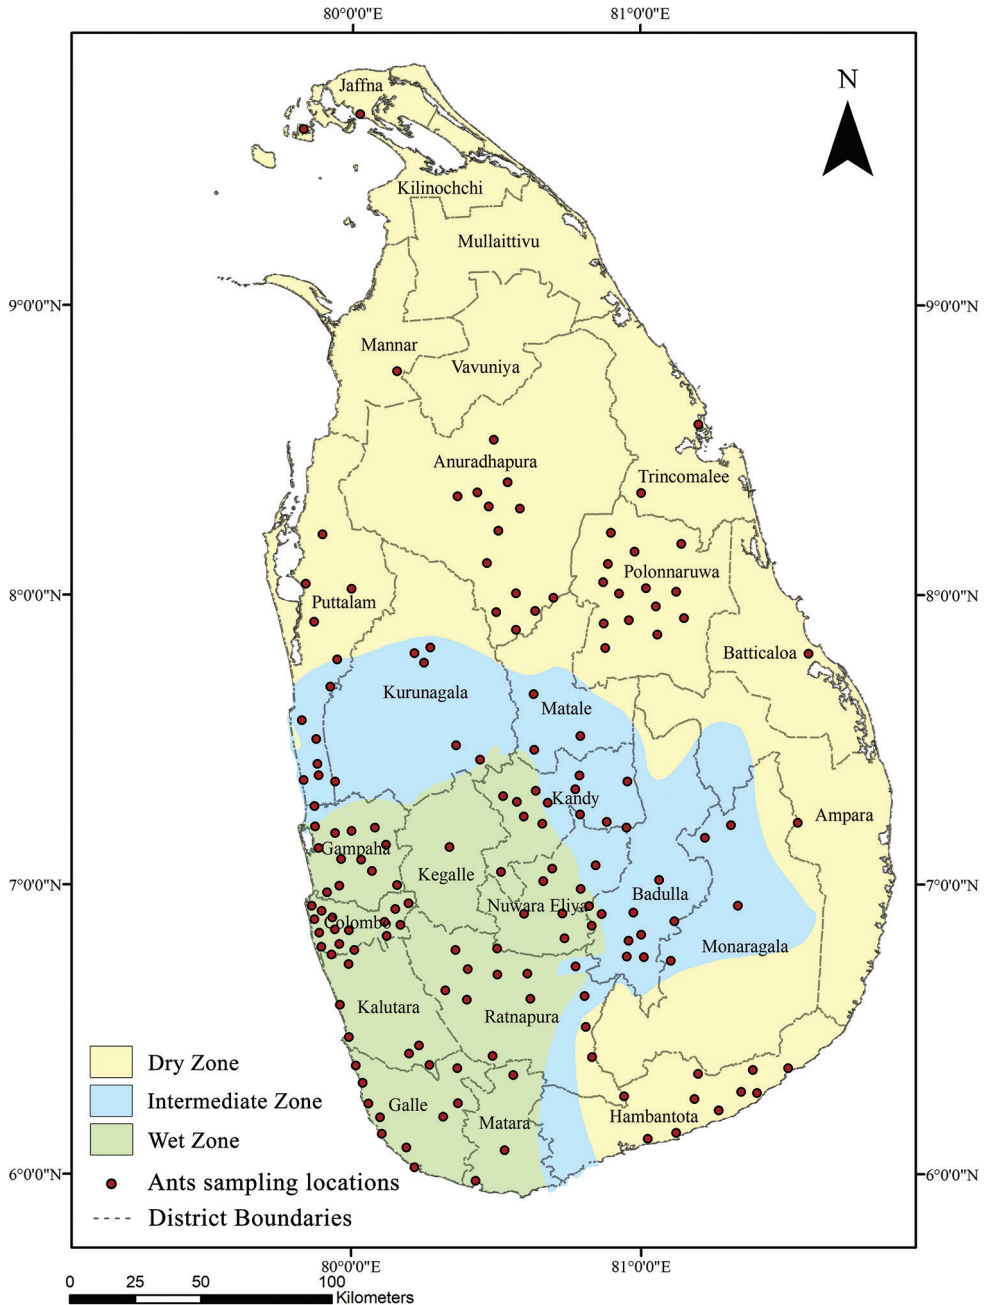 80°0'0"E 81°0'0"E
N
Jaffna
Kilinochchi
Mullaittivu
9°0'0"N 9°0'0"N
Mannar
Vavuniya
Anuradhapura
Trincomalee
Polonnaruwa
8°0'0"N 8°0'0"N
Puttalam
Batticaloa
Kurunagala
Matale
Kandy
Ampara
Gampaha
Kegalle
7°0'0"N 7°0'0"N
Badulla
Nuwara Eliya
Colombo
Monaragala
Kalutara
Ratnapura
Dry Zone
Intermediate Zone
Galle
Hambantota
Matara
Wet Zone
6°0'0"N 6°0'0"N
Ants sampling locations
District Boundaries
80°0'0"E 81°0'0"E
0 25 50 100
Kilometers